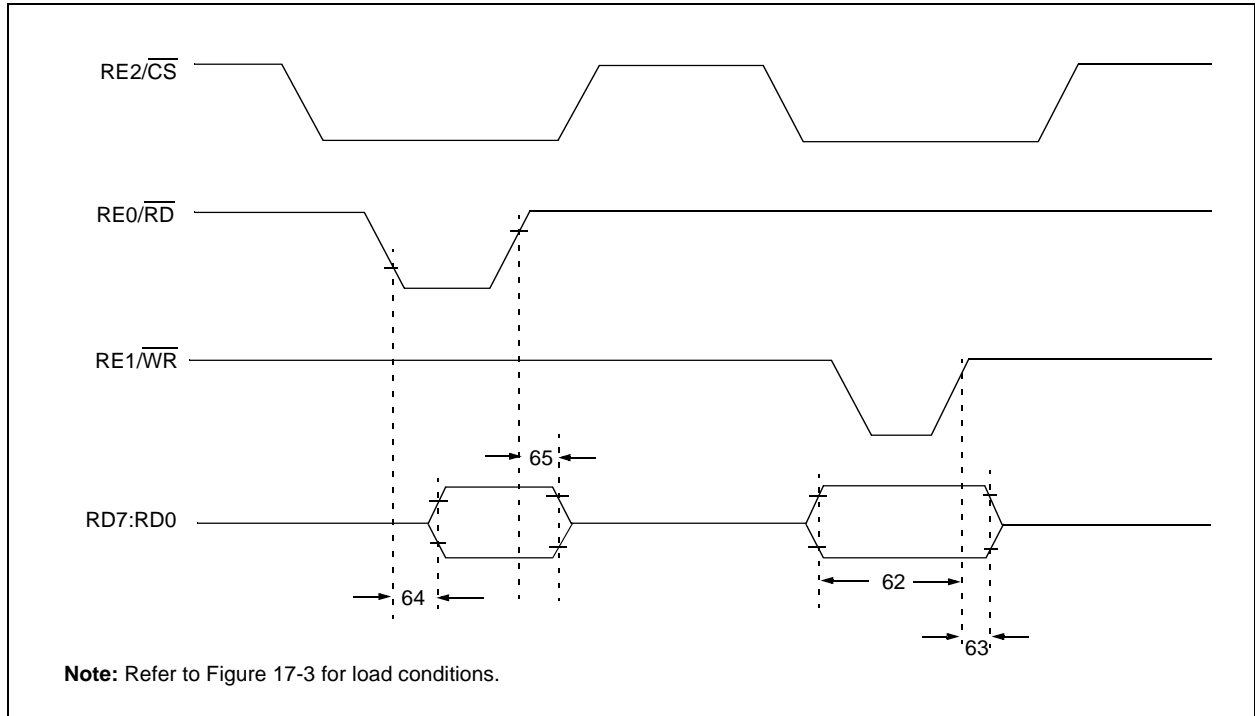 RE2/CS
RE0/RD
RE1/WR
65
RD7:RD0
62
64
63
Note: Refer to Figure 17-3 for load conditions.